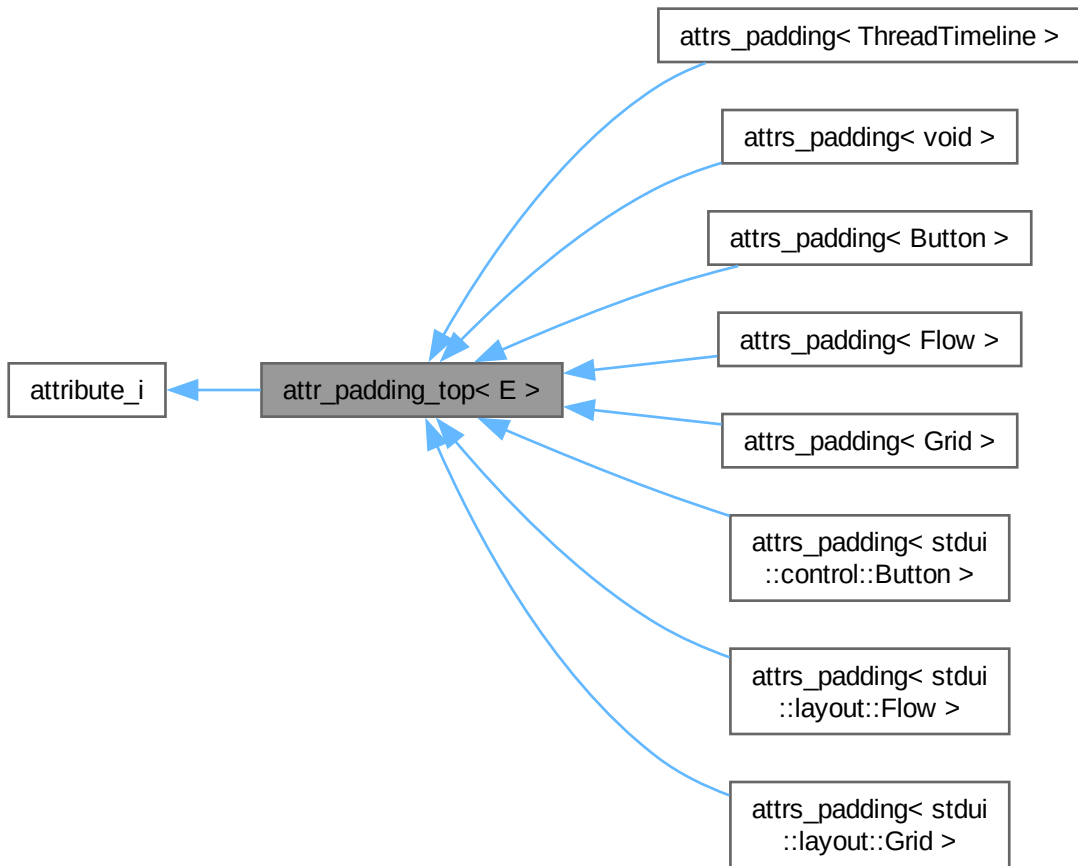 attrs_padding< ThreadTimeline >
attrs_padding< void >
attrs_padding< Button >
attrs_padding< Flow >
attribute_i
attr_padding_top< E >
attrs_padding< Grid >
attrs_padding< stdui
::control::Button >
attrs_padding< stdui
::layout::Flow >
attrs_padding< stdui
::layout::Grid >